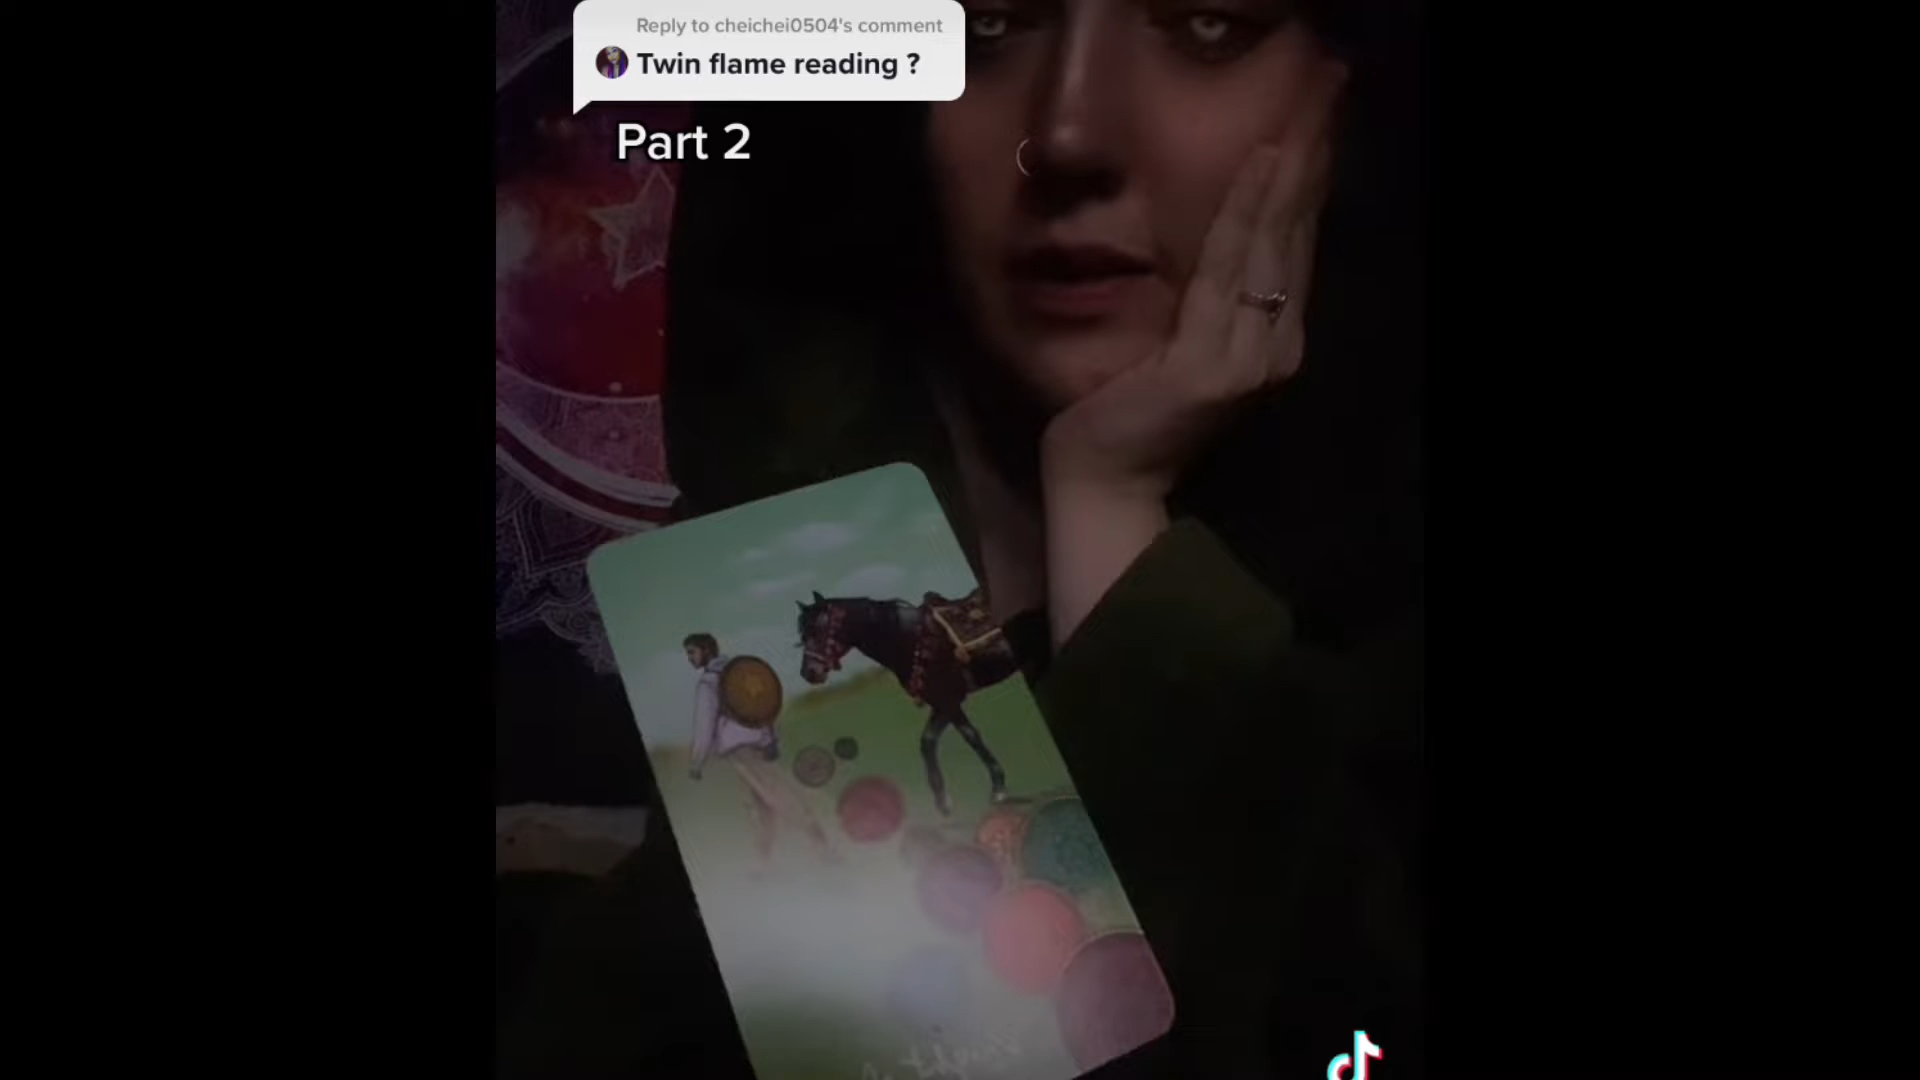 Reply to cheichei0504's comment
Twin flame reading ?
Part 2